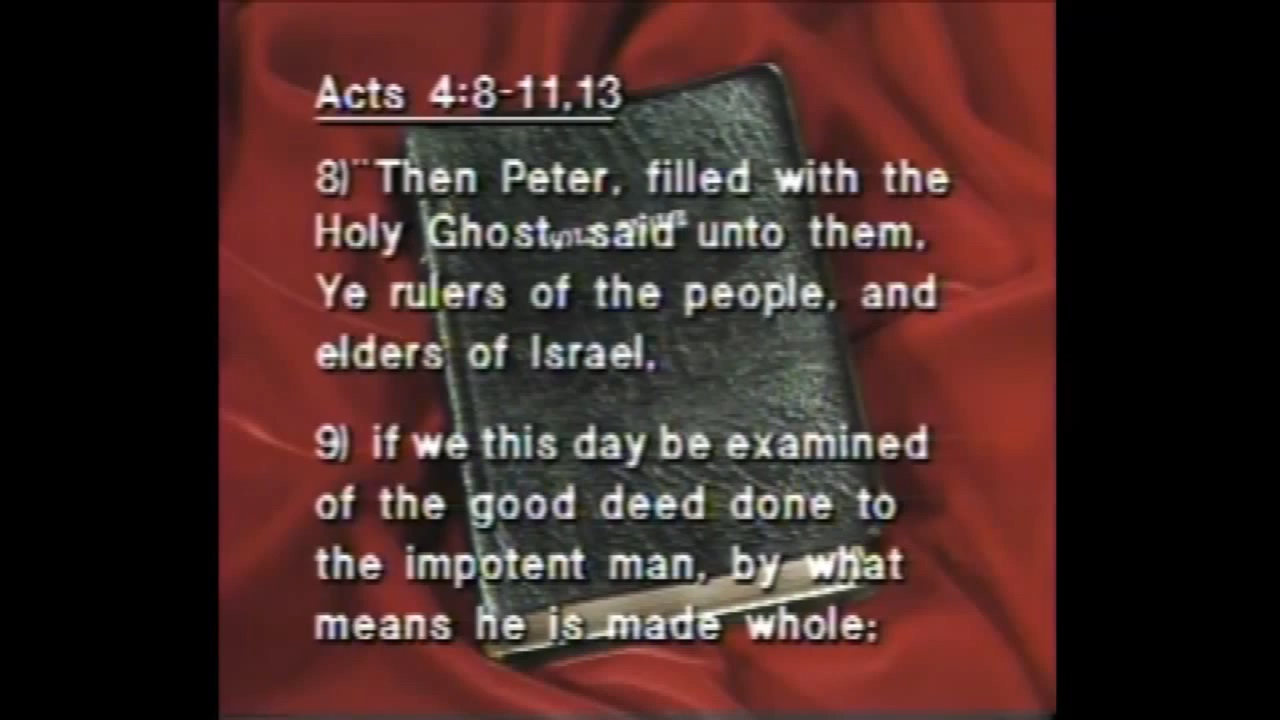 Acts 4:8-11,13
8)¨Then Peter, filled with the
Holy Ghost, said unto them,
Ye rulers of the people, and
elders of Israel,
9) if we this day be examined
of the good deed done to
the impotent man, by what
means he is made whole;